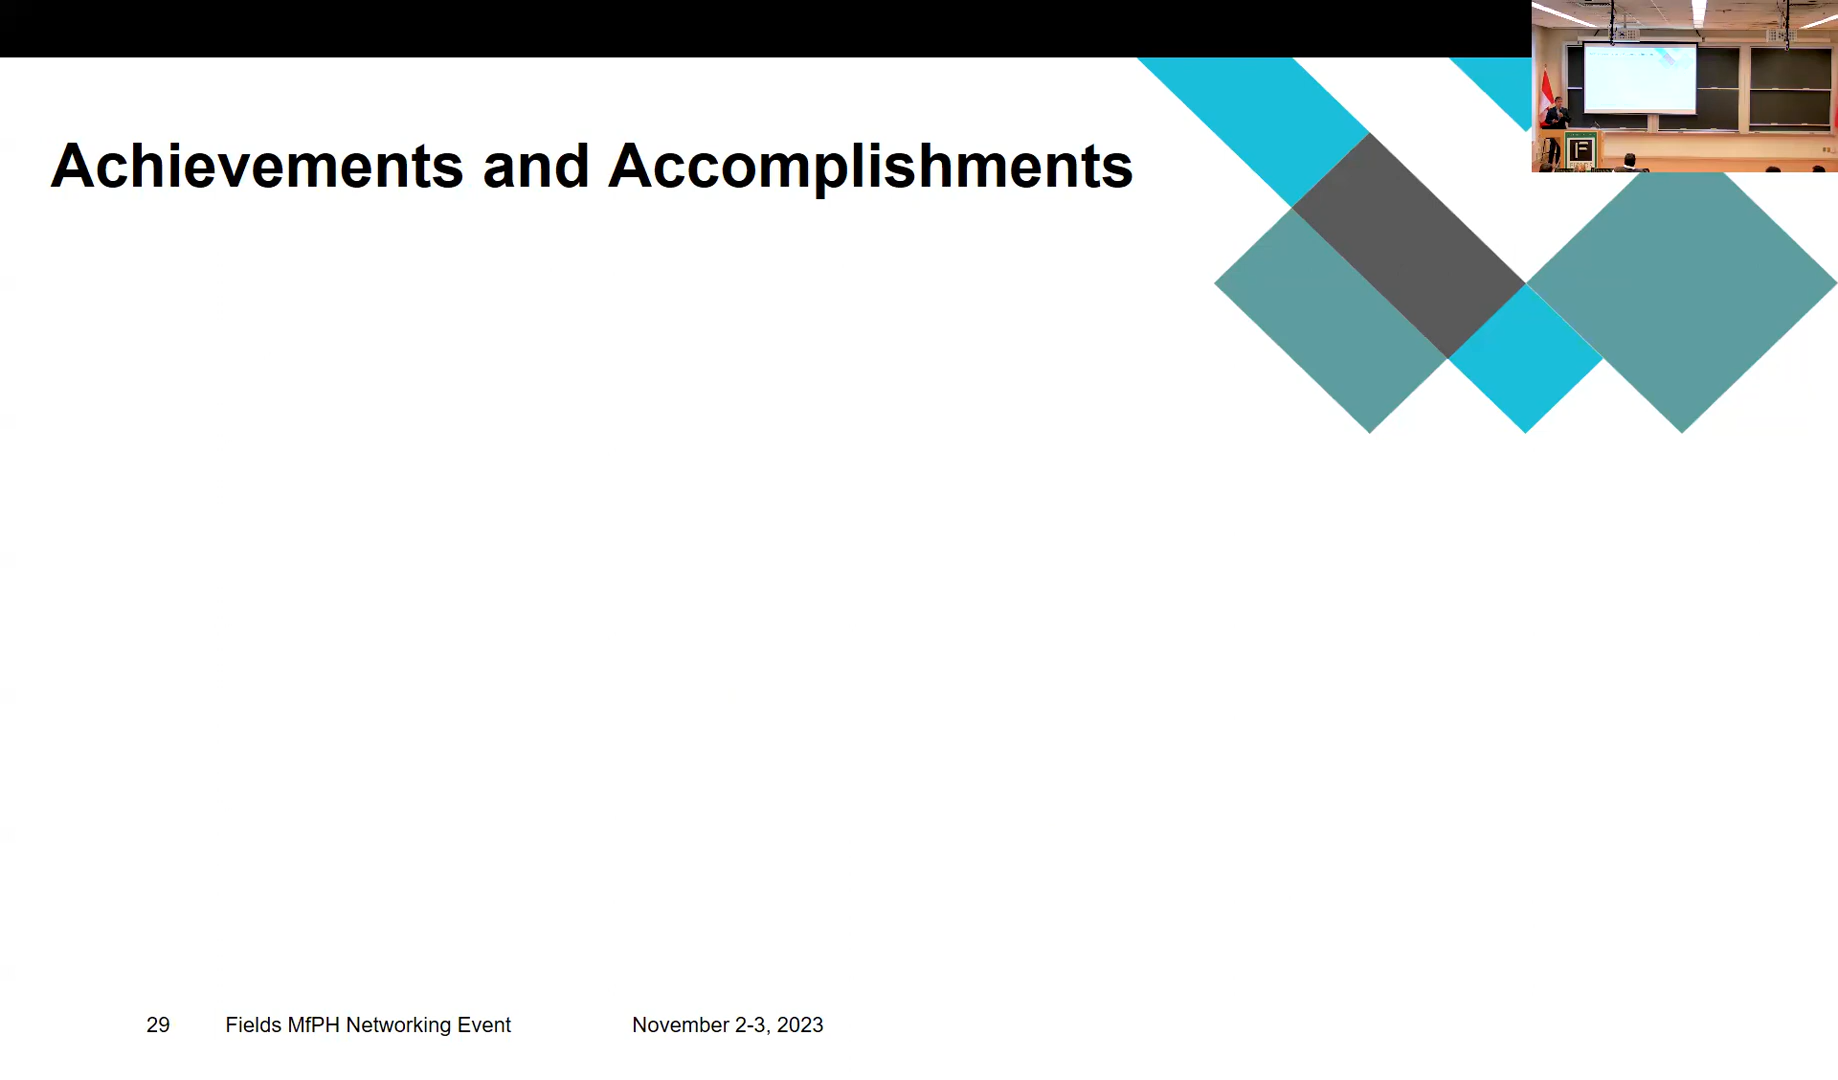 Achievements and Accomplishments
29 Fields MfPH Networking Event November 2-3, 2023